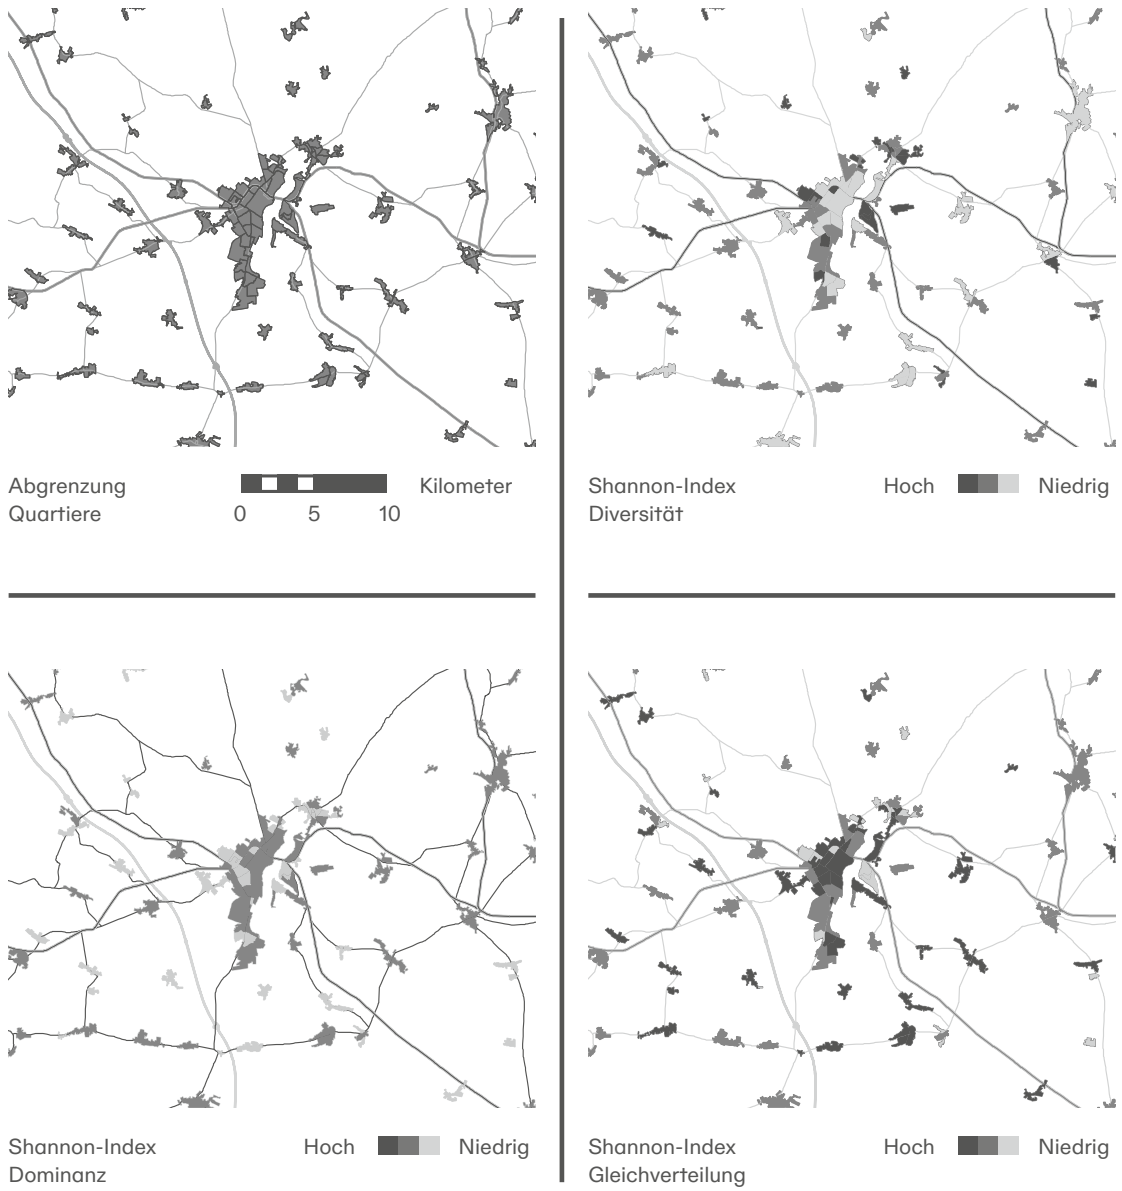 Abgrenzung
Quartiere
Kilometer
0 5 10
Shannon-Index
Diversität
Hoch Niedrig
Shannon-Index
Dominanz
Hoch Niedrig
Shannon-Index
Gleichverteilung
Hoch Niedrig